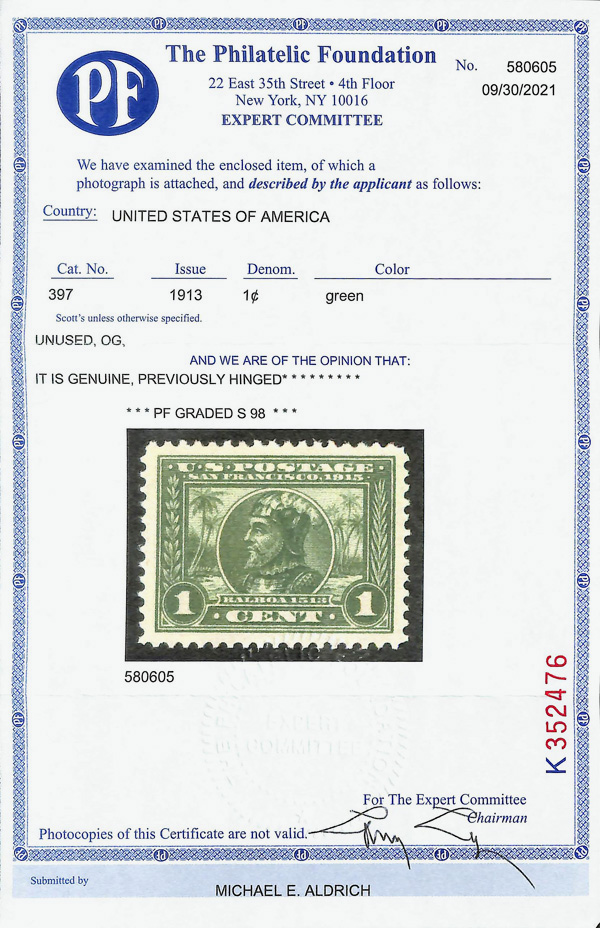 PF
The Philatelic Foundation
No. 580605
22 East 35th Street • 4th Floor
09/30/2021
New York, NY 10016
EXPERT COMMITTEE
We have examined the enclosed item, of which a
photograph is attached, and described by the applicant as follows:
Country: UNITED STATES OF AMERICA
Cat. No. Issue Denom. Color
397 1913 1¢ green
Scott's unless otherwise specified.
UNUSED, OG,
AND WE ARE OF THE OPINION THAT:
IT IS GENUINE, PREVIOUSLY HINGED* * * * * * * * *
* * * PF GRADED S 98 * * *
U.S. POSTAGE
SAN FRANCISCO, 1915
BALBOA 1513
1 CENT 1
580605
K 352476
EXPERT
COMMITTEE
For The Expert Committee
Chairman
Photocopies of this Certificate are not valid.
Submitted by
MICHAEL E. ALDRICH